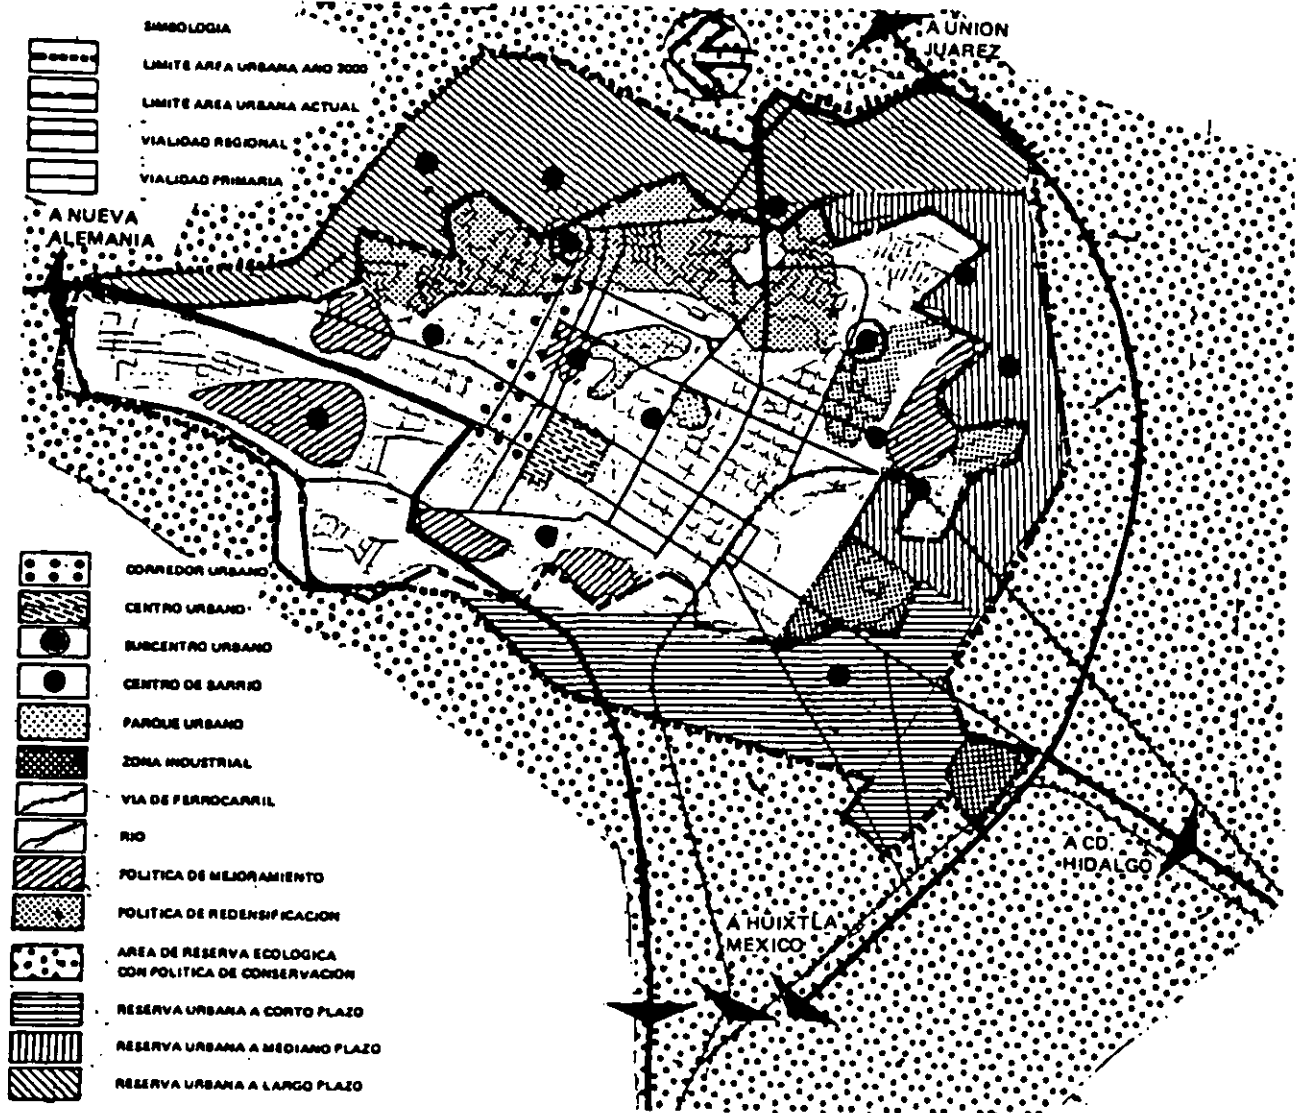 SIMBOLOGIA
LIMITE AREA URBANA ANO 2000
LIMITE AREA URBANA ACTUAL
VIALIDAD REGIONAL
VIALIDAD PRIMARIA
A NUEVA
ALEMANIA
A UNION
JUAREZ
CORREDOR URBANO
CENTRO URBANO
SUBCENTRO URBANO
CENTRO DE BARRIO
PARQUE URBANO
ZONA INDUSTRIAL
VIA DE FERROCARRIL
RIO
POLITICA DE MEJORAMIENTO
POLITICA DE REDENSIFICACION
AREA DE RESERVA ECOLOGICA
CON POLITICA DE CONSERVACION
RESERVA URBANA A CORTO PLAZO
RESERVA URBANA A MEDIANO PLAZO
RESERVA URBANA A LARGO PLAZO
A CD.
HIDALGO
A HUIXTLA
MEXICO